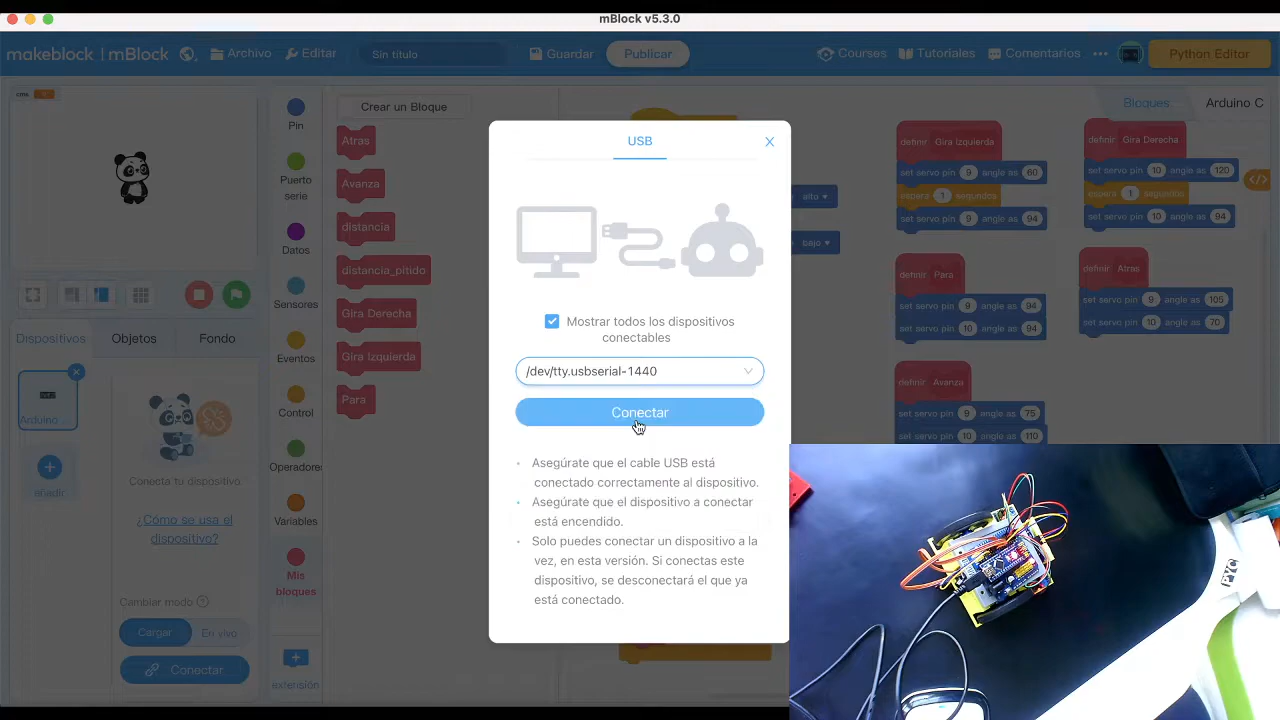 mBlock v5.3.0
makeblock | mBlock
Archivo
Editar
Sin título
Guardar
Publicar
Courses
Tutoriales
Comentarios
Python Editor
cms
Crear un Bloque
Bloques
Arduino C
Pin
Puerto
serie
Datos
Sensores
Eventos
Control
Operadore
Variables
Mis
bloques
extensión
Atras
Avanza
distancia
distancia_pitido
Gira Derecha
Gira Izquierda
Para
Dispositivos
Objetos
Fondo
Arduino
añadir
Conecta tu dispositivo
¿Cómo se usa el
dispositivo?
Cambiar modo
Cargar
En vivo
Conectar
USB
Mostrar todos los dispositivos
conectables
/dev/tty.usbserial-1440
Conectar
Asegúrate que el cable USB está
conectado correctamente al dispositivo.
Asegúrate que el dispositivo a conectar
está encendido.
Solo puedes conectar un dispositivo a la
vez, en esta versión. Si conectas este
dispositivo, se desconectará el que ya
está conectado.
alto
bajo
definir Gira Izquierda
set servo pin 9 angle as 60
espera 1 segundos
set servo pin 9 angle as 94
definir Gira Derecha
set servo pin 10 angle as 120
espera 1 segundos
set servo pin 10 angle as 94
definir Para
set servo pin 9 angle as 94
set servo pin 10 angle as 94
definir Atras
set servo pin 9 angle as 105
set servo pin 10 angle as 70
definir Avanza
set servo pin 9 angle as 75
set servo pin 10 angle as 110